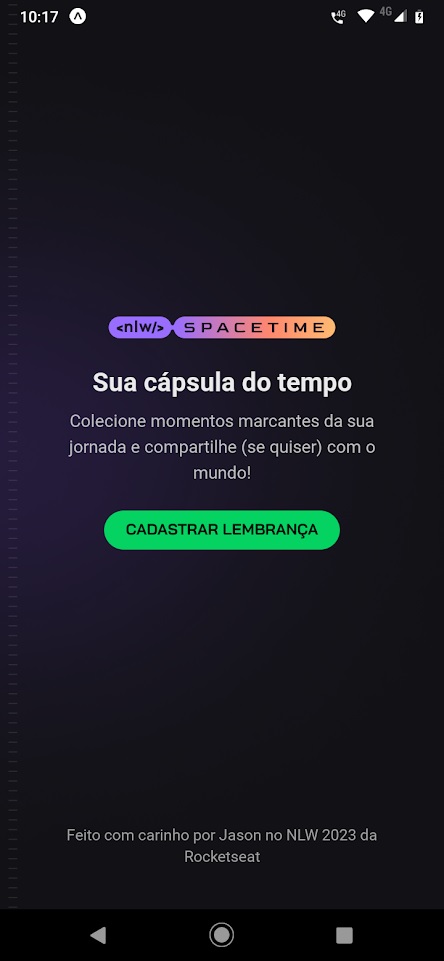 10:17
4G
4G
<nlw/> SPACETIME
Sua cápsula do tempo
Colecione momentos marcantes da sua
jornada e compartilhe (se quiser) com o
mundo!
CADASTRAR LEMBRANÇA
Feito com carinho por Jason no NLW 2023 da
Rocketseat